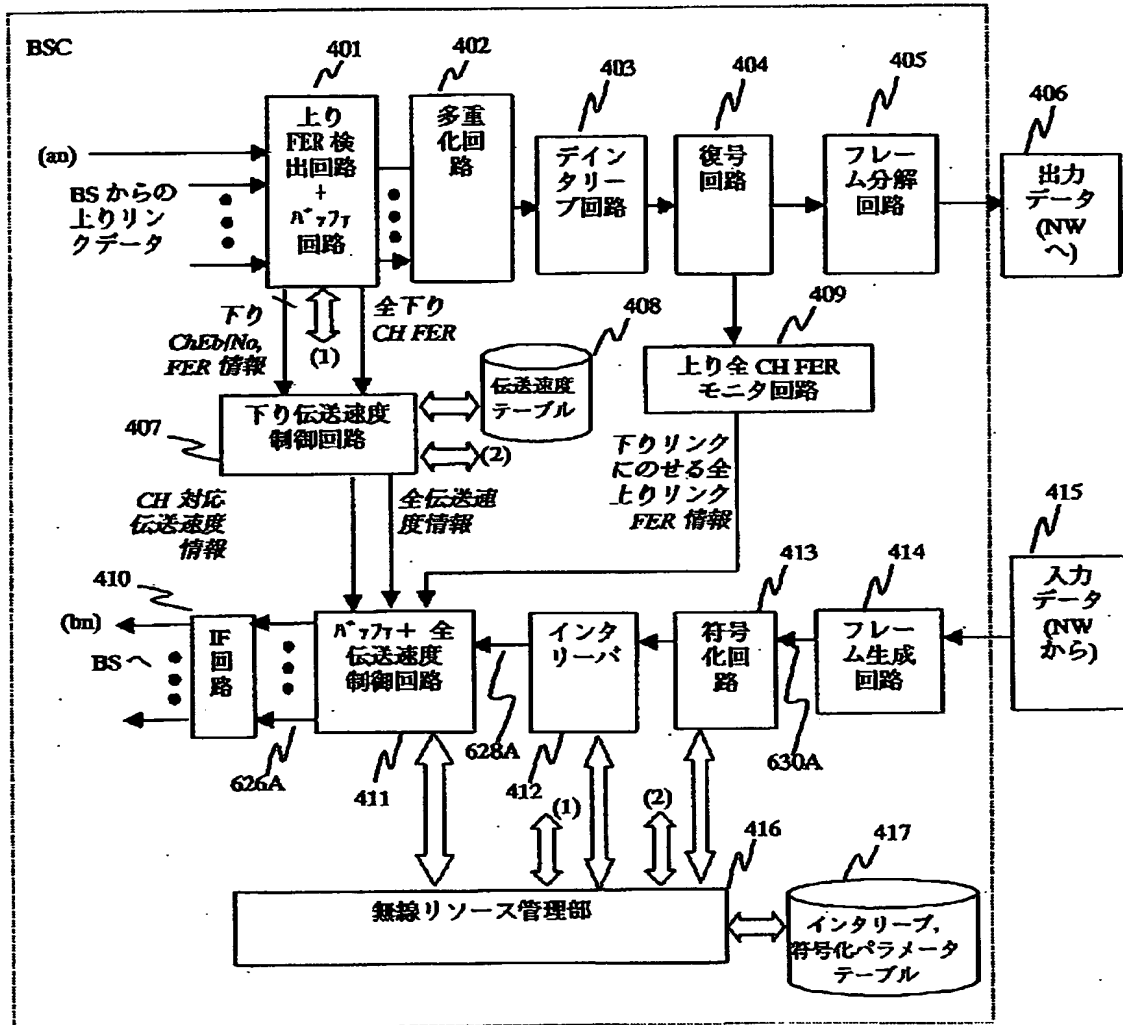 BSC
401
402
403
404
405
406
上り
FER 検
出回路
+
バッファ
回路
多重
化回
路
デイン
タリー
ブ回路
復号
回路
フレー
ム分解
回路
出力
データ
(NW
へ)
(an)
BS からの
上りリン
クデータ
下り
ChEb/No,
FER 情報
(1)
全下り
CH FER
408
伝送速度
テーブル
409
上り全 CH FER
モニタ回路
407
下り伝送速度
制御回路
(2)
CH 対応
伝送速度
情報
全伝送速
度情報
下りリンク
にのせる全
上りリンク
FER 情報
410
413
414
415
(bn)
BS へ
IF
回
路
バッファ+ 全
伝送速度
制御回路
インタ
リーバ
符号
化回
路
フレー
ム生成
回路
入力
データ
(NW
から)
626A
411
628A
412
630A
(1)
(2)
416
417
無線リソース管理部
インタリーブ,
符号化パラメータ
テーブル